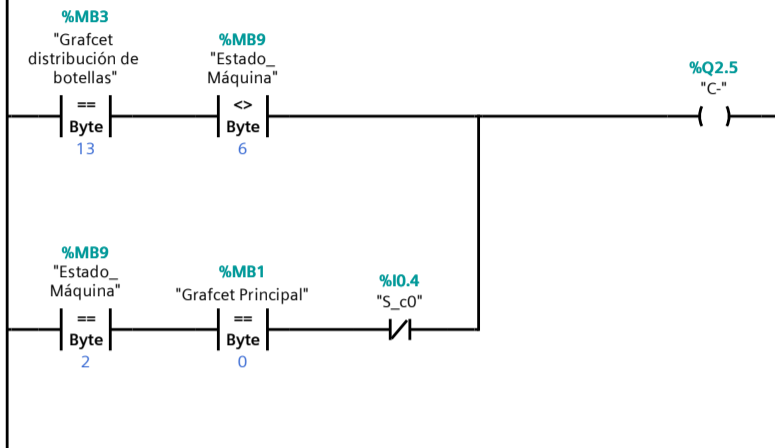 %MB3
"Grafcet
distribución de
botellas"
==
Byte
13
%MB9
"Estado_
Máquina"
<>
Byte
6
%Q2.5
"C-"
%MB9
"Estado_
Máquina"
==
Byte
2
%MB1
"Grafcet Principal"
==
Byte
0
%I0.4
"S_c0"